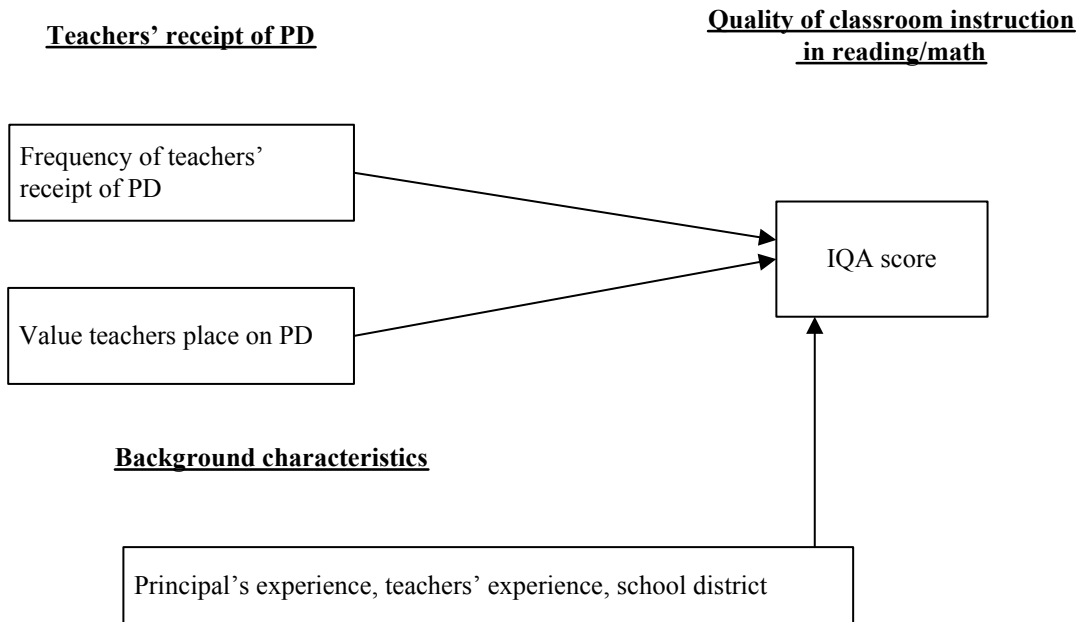 Teachers’ receipt of PD
Quality of classroom instruction
in reading/math
Frequency of teachers’
receipt of PD
IQA score
Value teachers place on PD
Background characteristics
Principal’s experience, teachers’ experience, school district